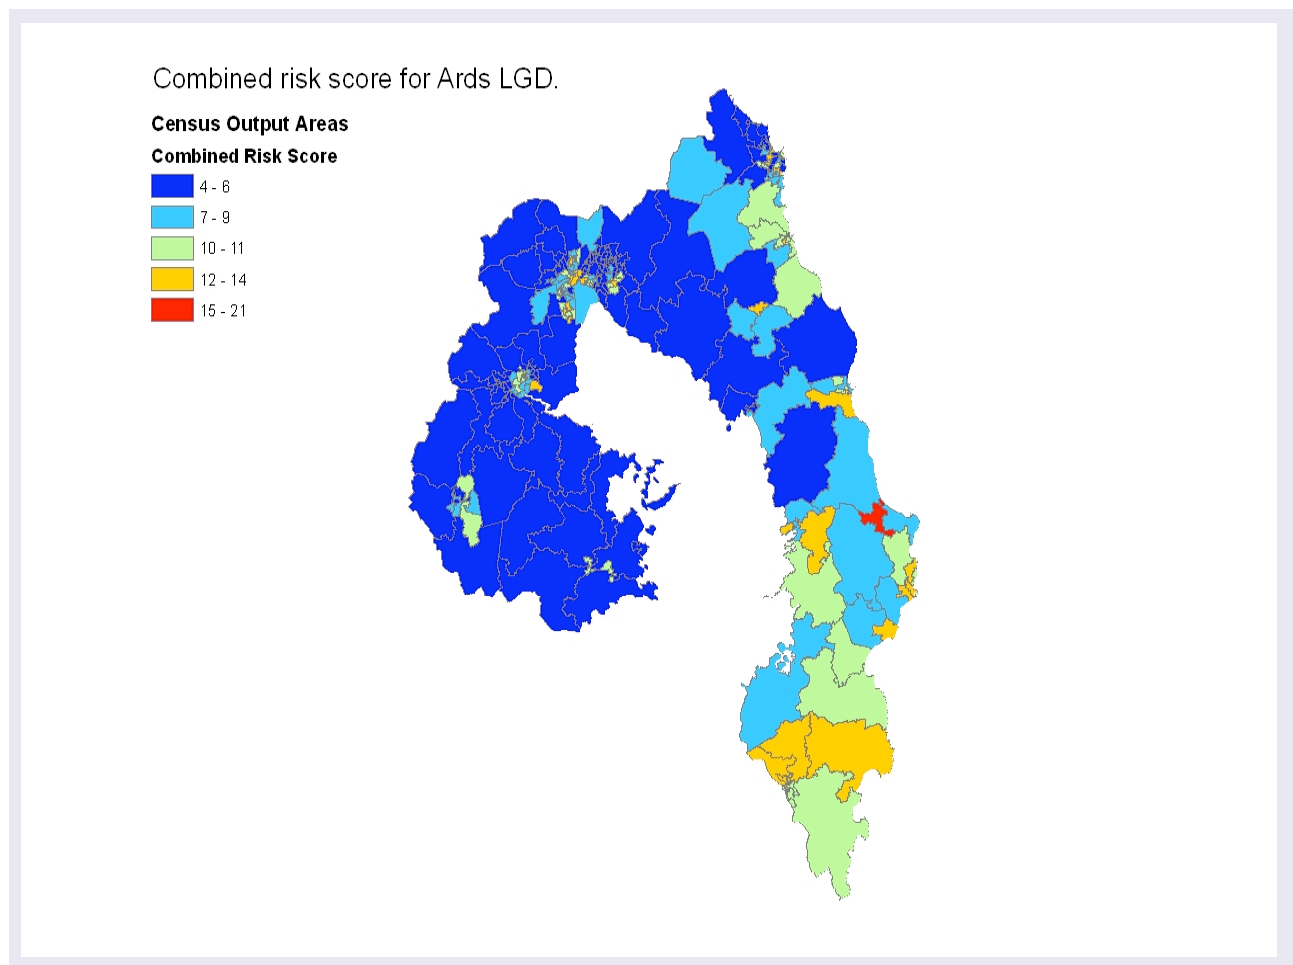 Combined risk score for Ards LGD.
Census Output Areas
Combined Risk Score
4 - 6
7 - 9
10 - 11
12 - 14
15 - 21